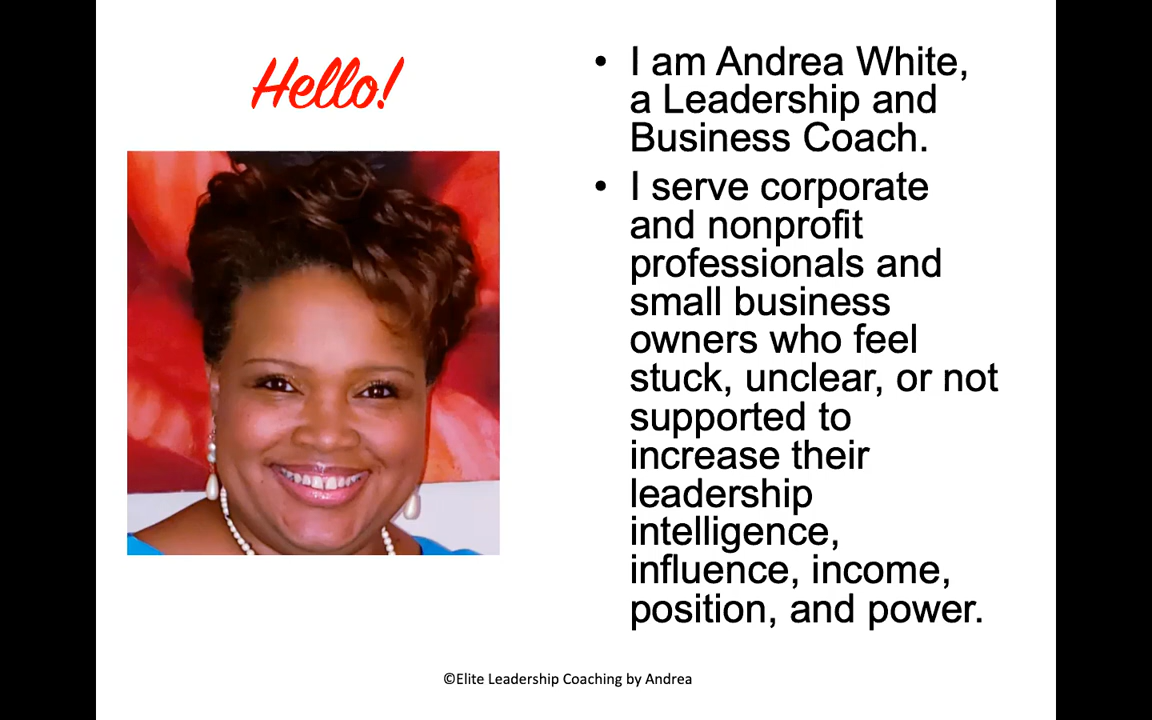 Hello!
• I am Andrea White,
a Leadership and
Business Coach.
• I serve corporate
and nonprofit
professionals and
small business
owners who feel
stuck, unclear, or not
supported to
increase their
leadership
intelligence,
influence, income,
position, and power.
©Elite Leadership Coaching by Andrea